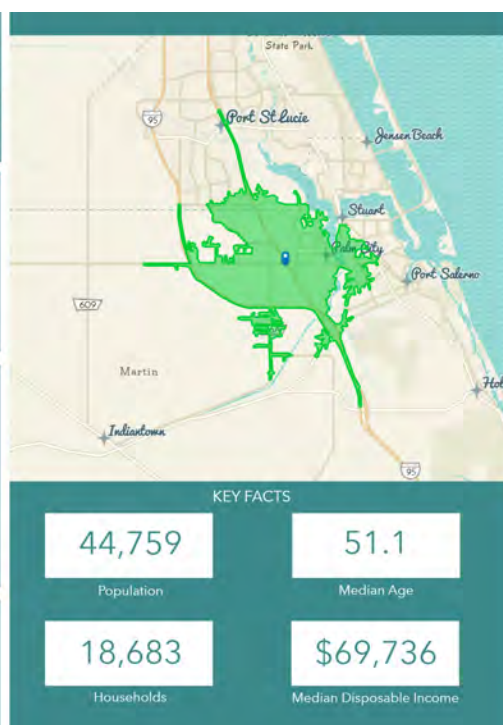 State Park
95
Port St Lucie
Jensen Beach
Stuart
Palm City
Port Salerno
609
Martin
Hob
Indiantown
95
KEY FACTS
44,759
51.1
Population
Median Age
18,683
$69,736
Households
Median Disposable Income